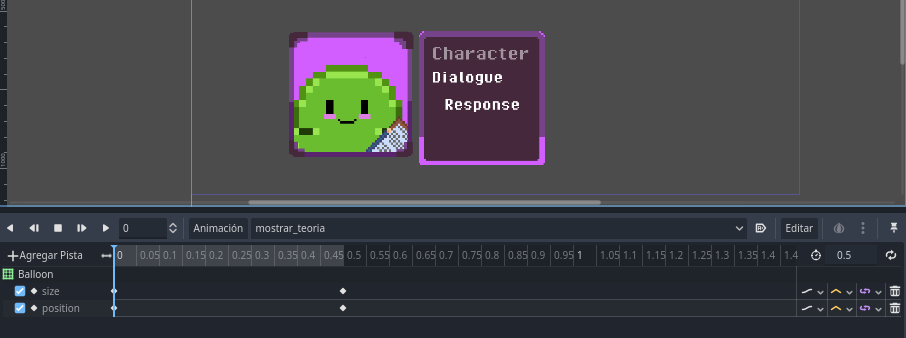 500
Character
Dialogue
Response
1000
0 Animación mostrar_teoria Editar
Agregar Pista 0 0.05 0.1 0.15 0.2 0.25 0.3 0.35 0.4 0.45 0.5 0.55 0.6 0.65 0.7 0.75 0.8 0.85 0.9 0.95 1 1.05 1.1 1.15 1.2 1.25 1.3 1.35 1.4 0.5
Balloon
size
position